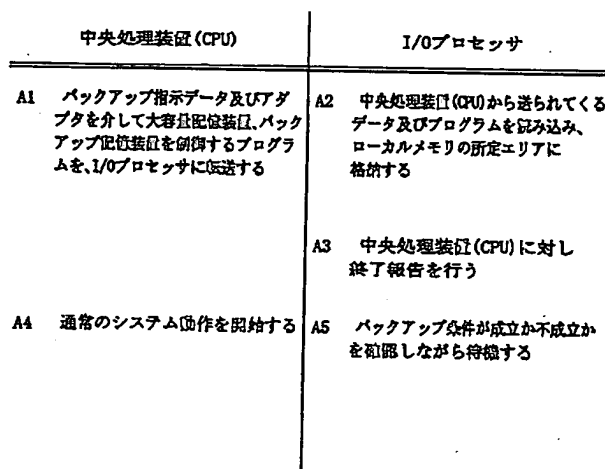 中央処理装置(CPU)
I/Oプロセッサ
A1 バックアップ指示データ及びアダ
プタを介して大容量記憶装置、バック
アップ記憶装置を制御するプログラ
ムを、I/Oプロセッサに転送する
A2 中央処理装置(CPU)から送られてくる
データ及びプログラムを読み込み、
ローカルメモリの所定エリアに
格納する
A3 中央処理装置(CPU)に対し
終了報告を行う
A4 通常のシステム動作を開始する
A5 バックアップ条件が成立か不成立か
を確認しながら待機する